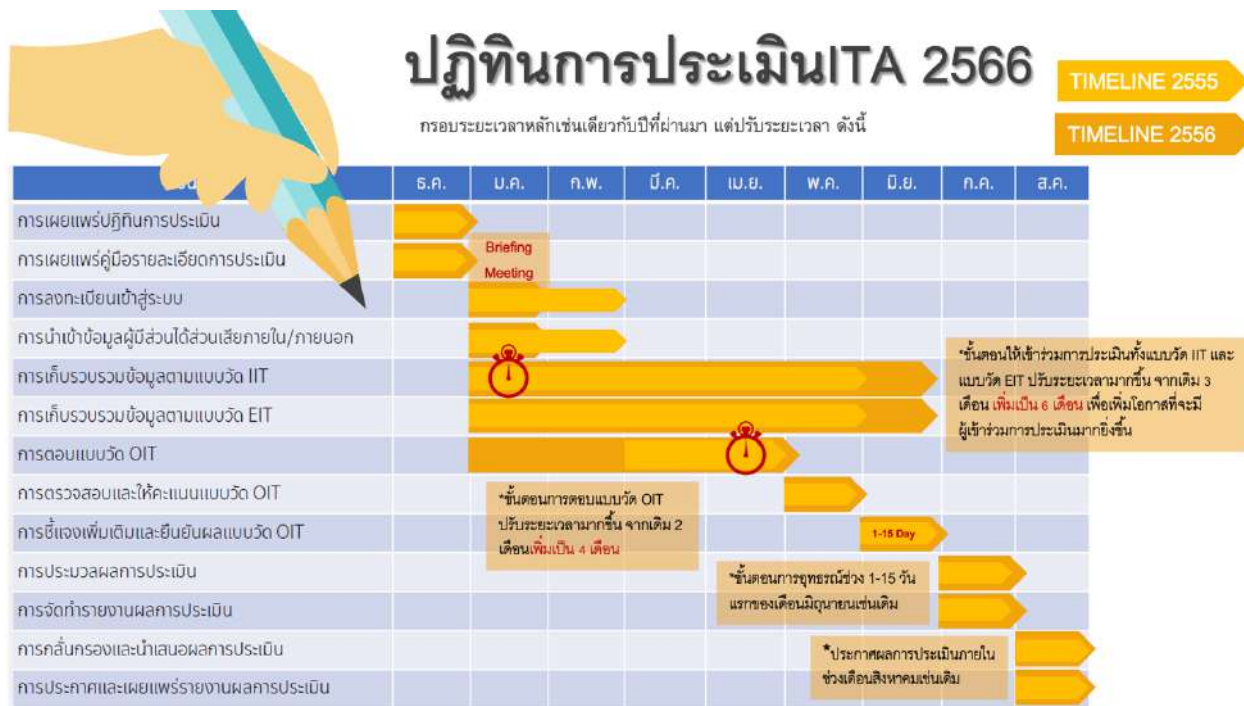 ปฏิทินการประเมินITA 2566
TIMELINE 2555
กรอบระยะเวลาหลักเช่นเดียวกับปีที่ผ่านมา แต่ปรับระยะเวลา ดังนี้
TIMELINE 2556
ธ.ค. ม.ค. ก.พ. มี.ค. เม.ย. พ.ค. มิ.ย. ก.ค. ส.ค.
การเผยแพร่ปฏิทินการประเมิน
การเผยแพร่คู่มือรายละเอียดการประเมิน
Briefing
Meeting
การลงทะเบียนเข้าสู่ระบบ
การนำเข้าข้อมูลผู้มีส่วนได้ส่วนเสียภายใน/ภายนอก
การเก็บรวบรวมข้อมูลตามแบบวัด IIT
การเก็บรวบรวมข้อมูลตามแบบวัด EIT
*ขั้นตอนให้เข้าร่วมการประเมินทั้งแบบวัด IIT และ
แบบวัด EIT ปรับระยะเวลามากขึ้น จากเดิม 3
เดือน เพิ่มเป็น 6 เดือน เพื่อเพิ่มโอกาสที่จะมี
ผู้เข้าร่วมการประเมินมากยิ่งขึ้น
การตอบแบบวัด OIT
การตรวจสอบและให้คะแนนแบบวัด OIT
*ขั้นตอนการตอบแบบวัด OIT
ปรับระยะเวลามากขึ้น จากเดิม 2
เดือนเพิ่มเป็น 4 เดือน
การชี้แจงเพิ่มเติมและยืนยันผลแบบวัด OIT
1-15 Day
การประมวลผลการประเมิน
*ขั้นตอนการอุทธรณ์ช่วง 1-15 วัน
แรกของเดือนมิถุนายนเช่นเดิม
การจัดทำรายงานผลการประเมิน
การกลั่นกรองและนำเสนอผลการประเมิน
*ประกาศผลการประเมินภายใน
ช่วงเดือนสิงหาคมเช่นเดิม
การประกาศและเผยแพร่รายงานผลการประเมิน